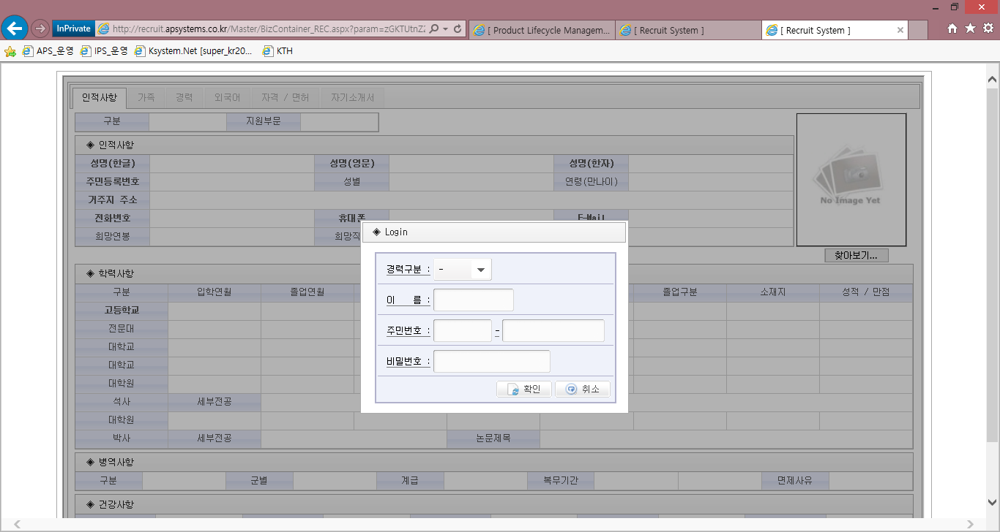 InPrivate http://recruit.apsystems.co.kr/Master/BizContainer_REC.aspx?param=zGKTUtnZ [ Product Lifecycle Managem... [ Recruit System ] [ Recruit System ]
APS_운영 IPS_운영 Ksystem.Net [super_kr20... KTH
인적사항 가족 경력 외국어 자격 / 면허 자기소개서
구분 지원부문
◈ 인적사항
성명(한글) 성명(영문) 성명(한자)
주민등록번호 성별 연령(만나이)
거주지 주소
No Image Yet
전화번호 휴대폰 E-Mail
희망연봉 희망직
찾아보기...
◈ Login
경력구분 : -
이 름 :
주민번호 : -
비밀번호 :
확인 취소
◈ 학력사항
구분 입학연월 졸업연월 졸업구분 소재지 성적 / 만점
고등학교
전문대
대학교
대학교
대학원
석사 세부전공
대학원
박사 세부전공 논문제목
◈ 병역사항
구분 군별 계급 복무기간 면제사유
◈ 건강사항